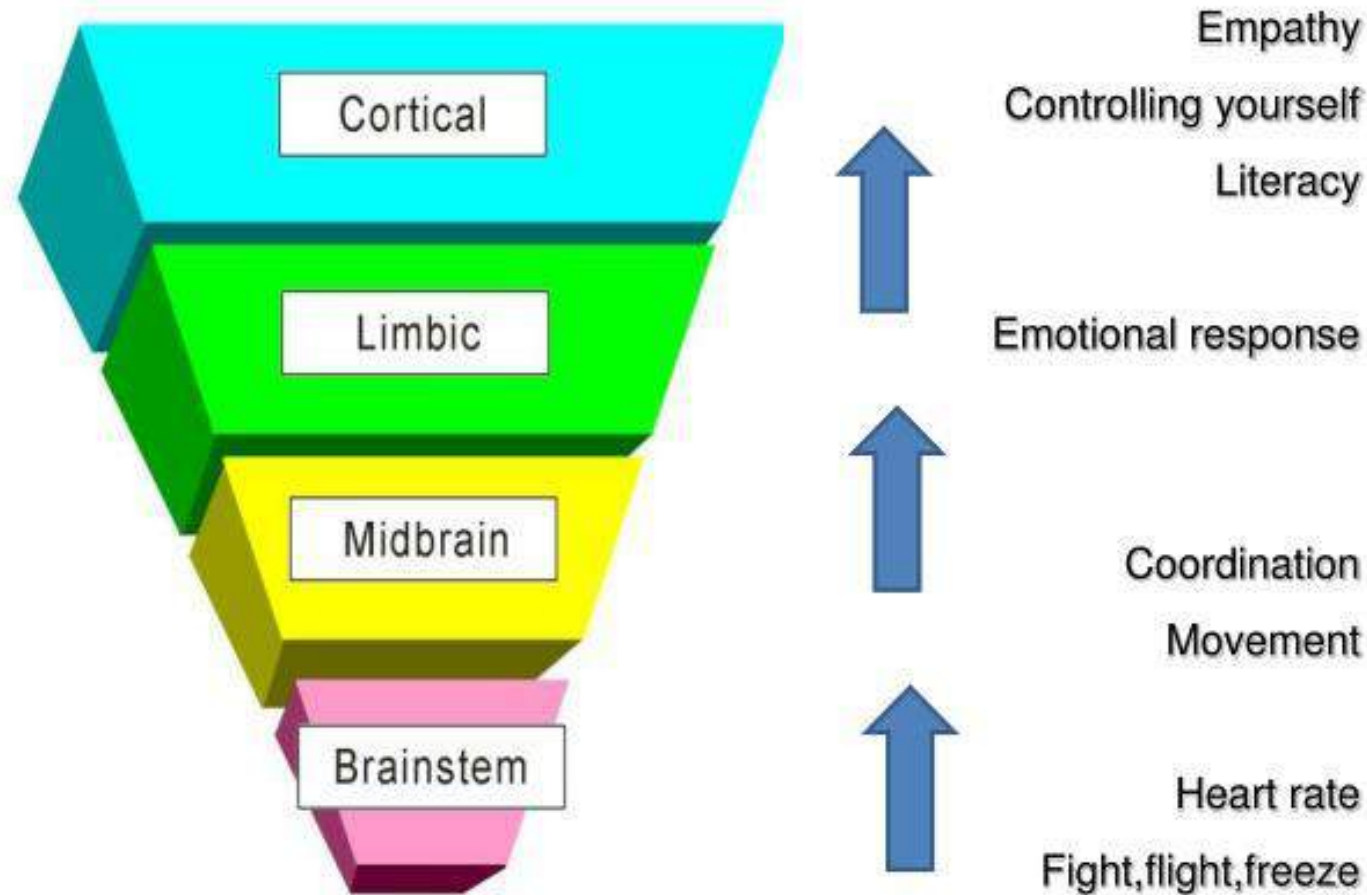 Cortical
Limbic
Midbrain
Brainstem
Empathy
Controlling yourself
Literacy
Emotional response
Coordination
Movement
Heart rate
Fight,flight,freeze